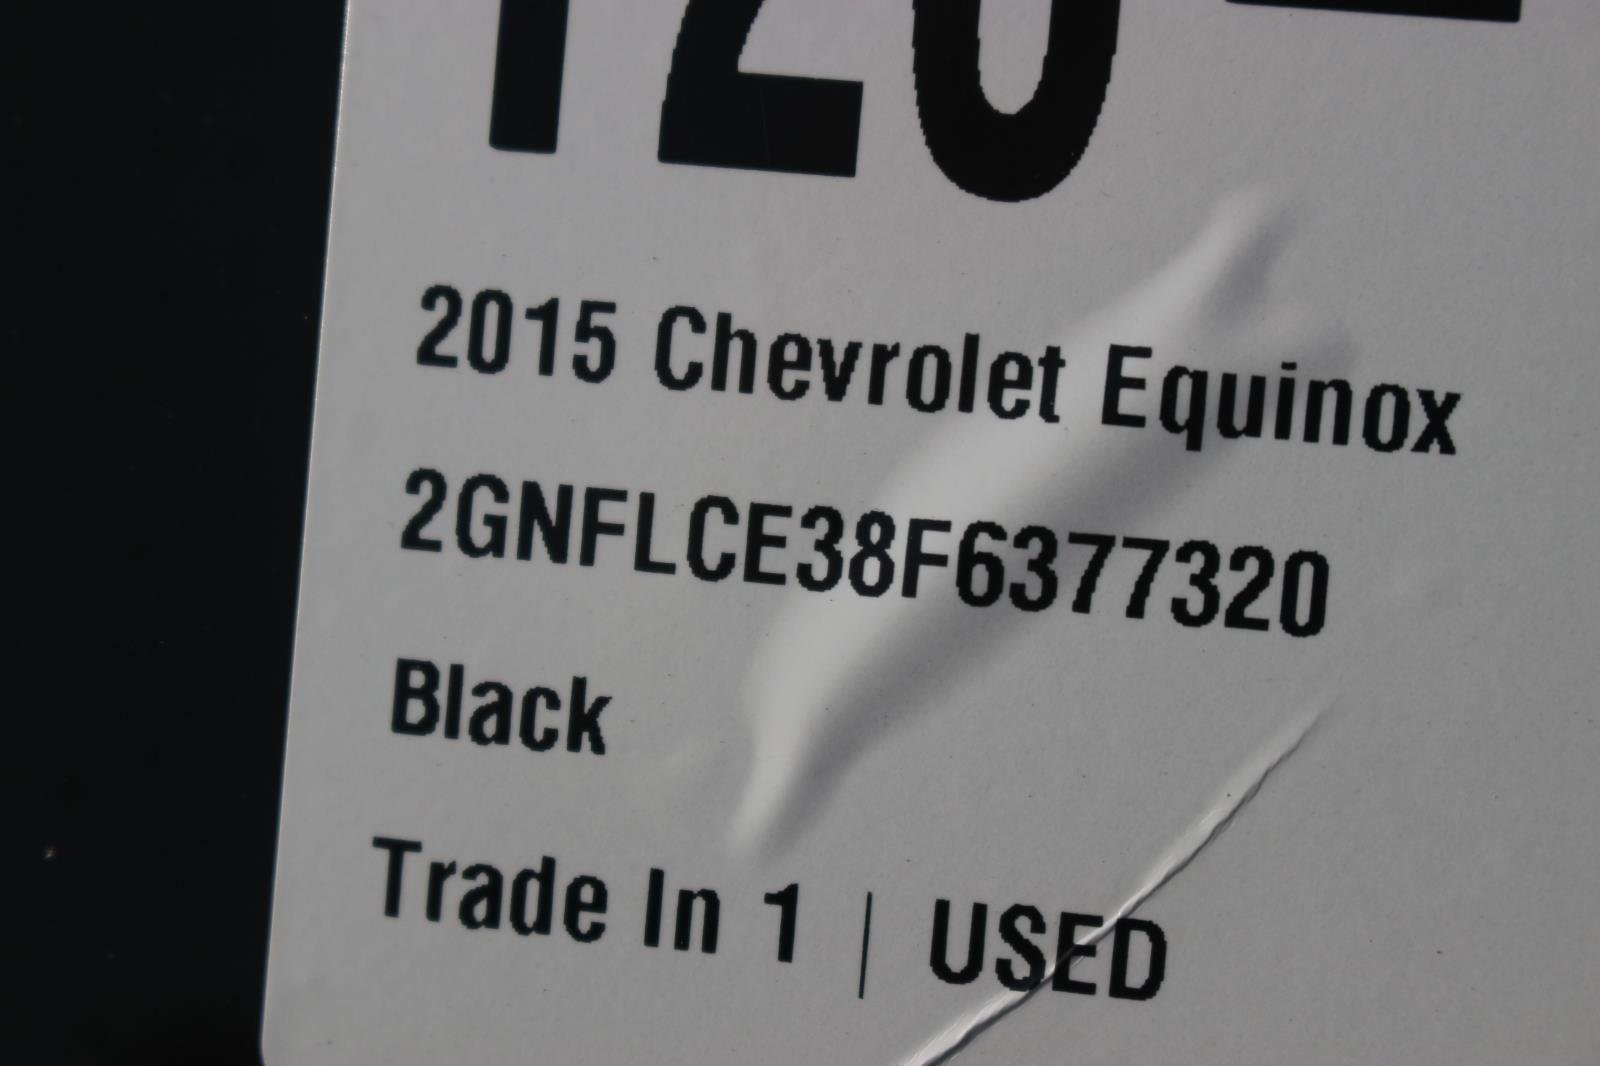 2015 Chevrolet Equinox
2GNFLCE38F6377320
Black
Trade In 1 | USED